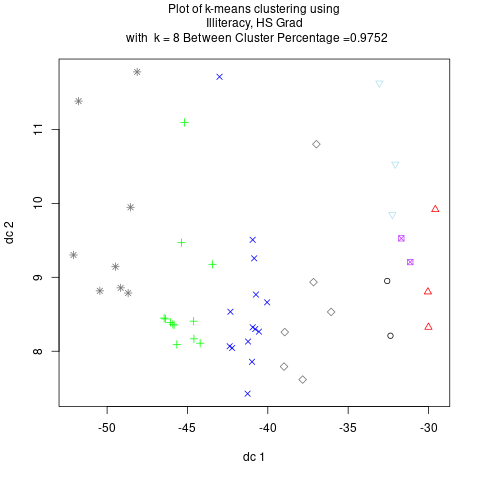 Plot of k-means clustering using
Illiteracy, HS Grad
with  k = 8 Between Cluster Percentage =0.9752
dc 2
11
10
9
8
-50
-45
-40
-35
-30
dc 1